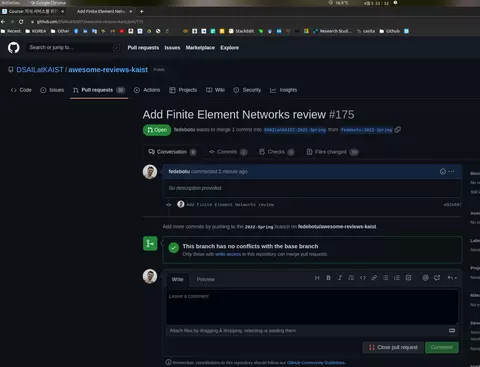 Activities Google Chrome
Add Finite Element Netw
github.com/DSAILatKAIST/awesome-reviews-kaist/pull/175
StackEdit
Research Studi...
casita
Github
Search or jump to...
Pull requests Issues Marketplace Explore
DSAILatKAIST / awesome-reviews-kaist Public
Code Issues Pull requests Actions Projects Wiki Security Insights
Add Finite Element Networks review #175
Open fedebotu wants to merge 1 commit into DSAILatKAIST:2022-Spring from fedebotu:2022-Spring
Conversation 0 Commits 1 Checks 0 Files changed
fedebotu commented 1 minute ago
No description provided.
Add Finite Element Networks review
Add more commits by pushing to the 2022-Spring branch on fedebotu/awesome-reviews-kaist.
This branch has no conflicts with the base branch
Only those with write access to this repository can merge pull requests.
Write Preview
H B I
Leave a comment
Attach files by dragging & dropping, selecting or pasting them.
Close pull request Comment
Remember, contributions to this repository should follow our GitHub Community Guidelines.